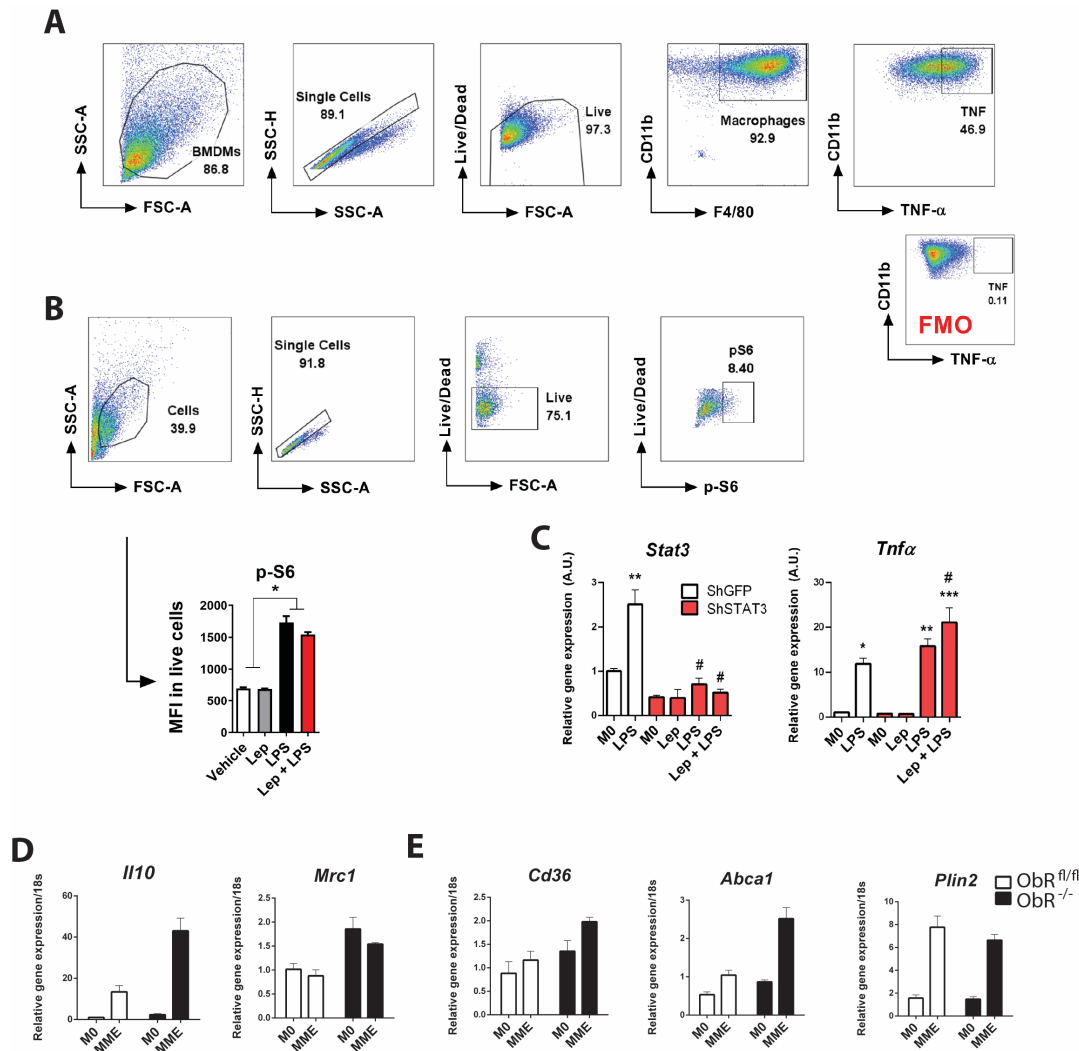 A
SSC-A
BMDMs
86.8
FSC-A
SSC-H
Single Cells
89.1
SSC-A
Live/Dead
Live
97.3
FSC-A
CD11b
Macrophages
92.9
F4/80
CD11b
TNF
46.9
TNF-α
CD11b
TNF
0.11
FMO
TNF-α
B
SSC-A
Cells
39.9
FSC-A
SSC-H
Single Cells
91.8
SSC-A
Live/Dead
Live
75.1
FSC-A
Live/Dead
pS6
8.40
p-S6
p-S6
*
MFI in live cells
2000
1500
1000
500
0
Vehicle
Lep
LPS
Lep + LPS
C
Stat3
Relative gene expression (A.U.)
3
2
1
0
**
#
#
ShGFP
ShSTAT3
M0
LPS
M0
Lep
LPS
Lep + LPS
Tnfα
Relative gene expression (A.U.)
30
20
10
0
*
**
#
***
M0
LPS
M0
Lep
LPS
Lep + LPS
D
Il10
Relative gene expression/18s
60
40
20
0
M0
MME
M0
MME
Mrc1
Relative gene expression/18s
2.5
2.0
1.5
1.0
0.5
0.0
M0
MME
M0
MME
E
Cd36
Relative gene expression/18s
2.5
2.0
1.5
1.0
0.5
0.0
M0
MME
M0
MME
Abca1
Relative gene expression/18s
3
2
1
0
M0
MME
M0
MME
Plin2
Relative gene expression/18s
10
8
6
4
2
0
M0
MME
M0
MME
ObR fl/fl
ObR -/-